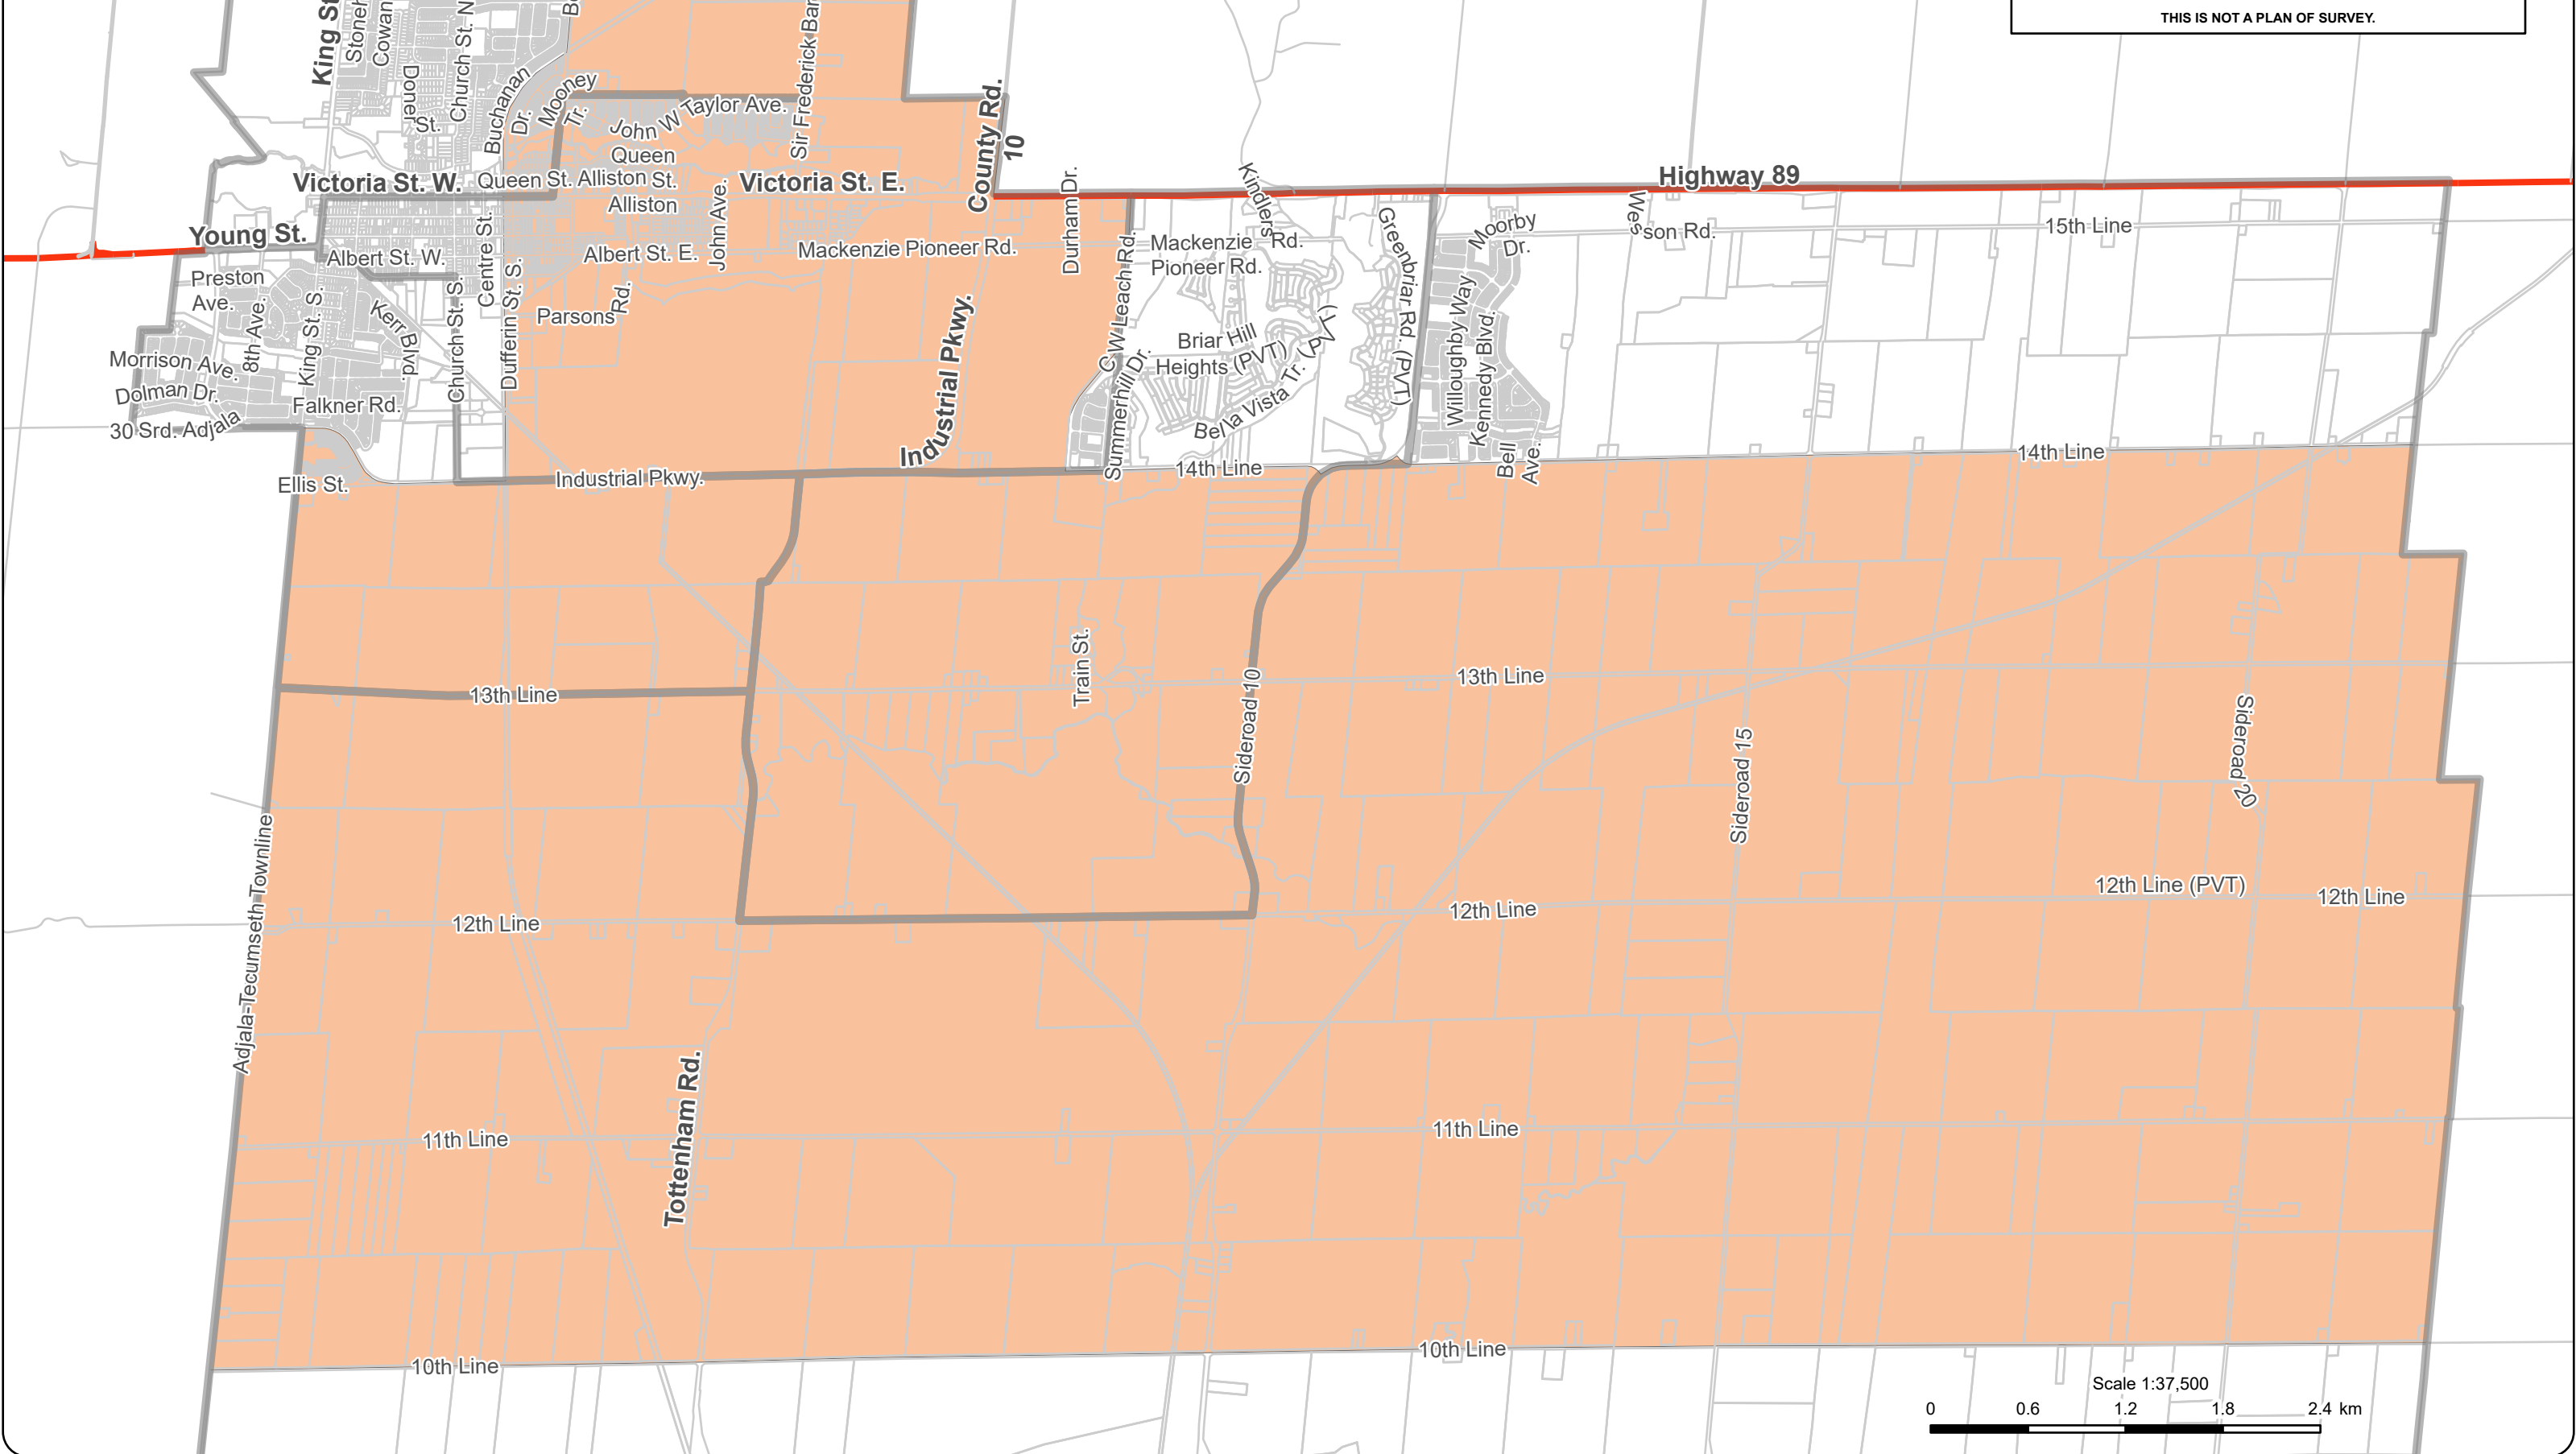 THIS IS NOT A PLAN OF SURVEY.
King St
Cowan
Church St. N
Doner
St.
Buchanan
Dr.
Mooney
Tr.
John W Taylor Ave.
County Rd.
10
Queen
Victoria St. W.
Queen St. Alliston St.
Victoria St. E.
Alliston
John Ave.
Durham Dr.
Kindlers Rd.
Highway 89
Young St.
Albert St. W.
Centre St.
Albert St. E.
Mackenzie Pioneer Rd.
Mackenzie
Pioneer Rd.
Greenbriar Rd. (PVT)
Moorby
Dr.
Wesson Rd.
15th Line
Preston
Ave.
8th Ave.
King St. S.
Kerr Blvd.
Church St. S.
Dufferin St. S.
Parsons Rd.
Industrial Pkwy.
C W Leach Rd.
Summerhill Dr.
Briar Hill
Heights (PVT)
Bella Vista Tr. (PVT)
Willoughby Way
Kennedy Blvd.
Bell
Ave.
Morrison Ave.
Dolman Dr.
Falkner Rd.
30 Srd. Adjala
Ellis St.
Industrial Pkwy.
14th Line
14th Line
13th Line
Train St.
Sideroad 10
13th Line
Sideroad 15
Sideroad 20
Adjala-Tecumseth Townline
12th Line
12th Line
12th Line (PVT)
12th Line
Tottenham Rd.
11th Line
11th Line
10th Line
10th Line
Scale 1:37,500
0 0.6 1.2 1.8 2.4 km